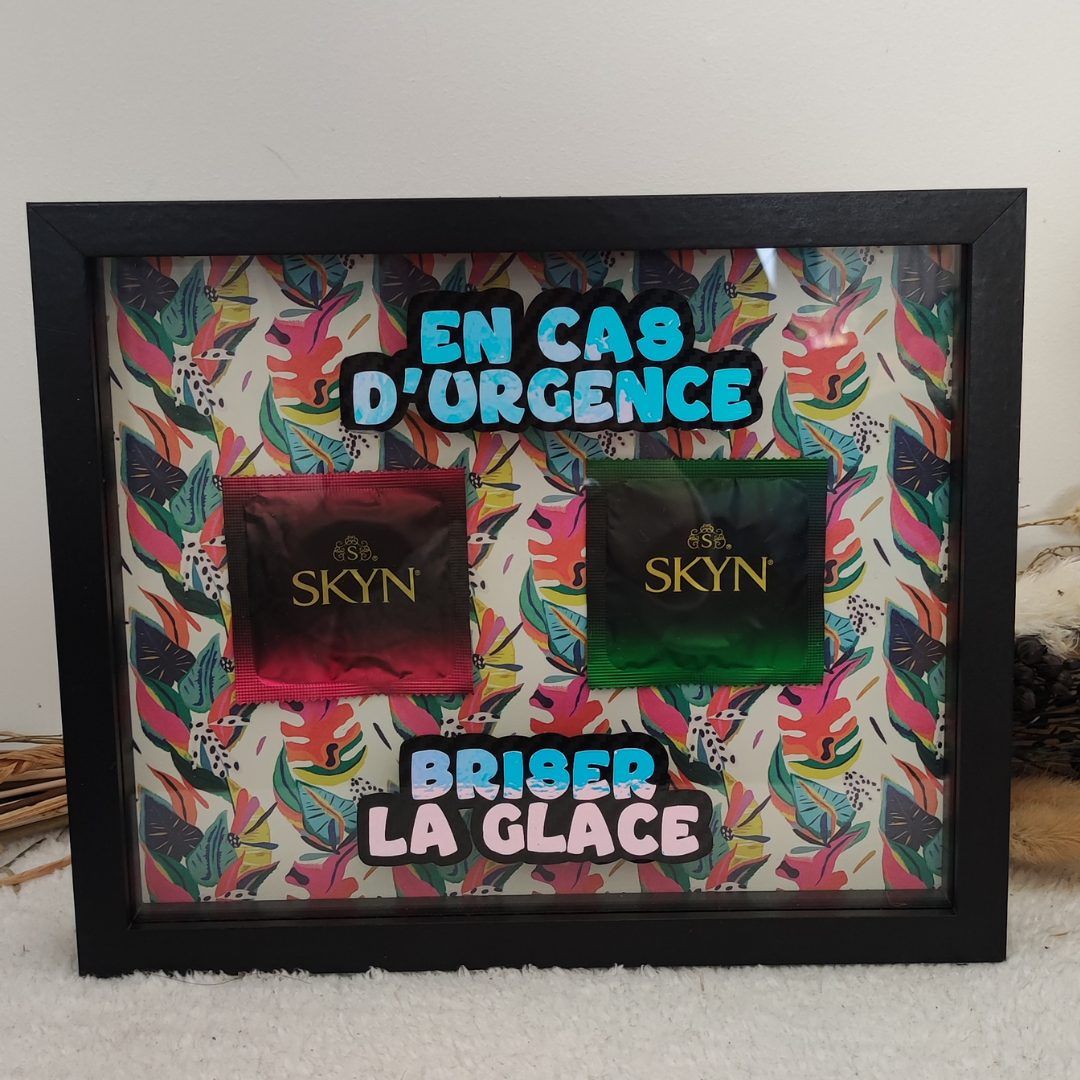 EN CAS
D'URGENCE
S
SKYN®
S
SKYN®
BRISER
LA GLACE